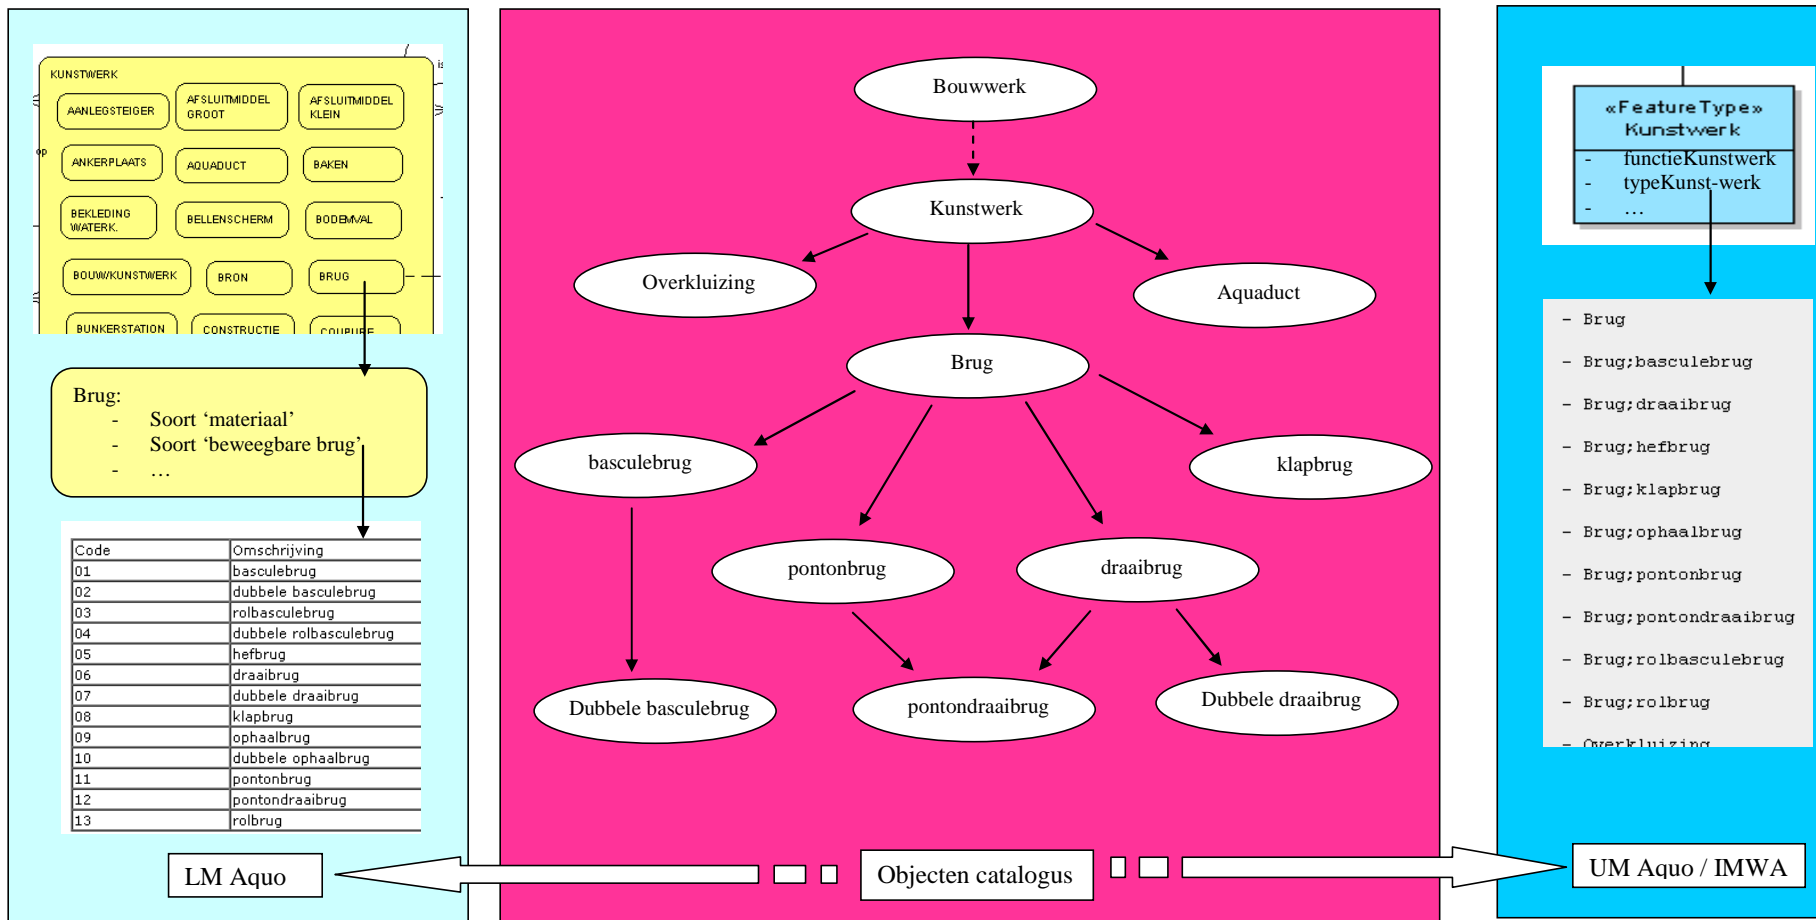 KUNSTWERK
AANLEGSTEIGER
AFSLUITMIDDEL
GROOT
AFSLUITMIDDEL
KLEIN
is
op
ANKERPLAATS
AQUADUCT
BAKEN
BEKLEDING
WATERK.
BELLENSCHERM
BODEMVAL
BOUW/KUNSTWERK
BRON
BRUG
BUNKERSTATION
CONSTRUCTIE
COUPURE
Brug:
- Soort ‘materiaal’
- Soort ‘beweegbare brug’
- …
Code Omschrijving
01 basculebrug
02 dubbele basculebrug
03 rolbasculebrug
04 dubbele rolbasculebrug
05 hefbrug
06 draaibrug
07 dubbele draaibrug
08 klapbrug
09 ophaalbrug
10 dubbele ophaalbrug
11 pontonbrug
12 pontondraaibrug
13 rolbrug
LM Aquo
Bouwwerk
Kunstwerk
Overkluizing
Aquaduct
Brug
basculebrug
klapbrug
pontonbrug
draaibrug
Dubbele basculebrug
pontondraaibrug
Dubbele draaibrug
Objecten catalogus
«FeatureType»
Kunstwerk
- functieKunstwerk
- typeKunst-werk
- …
- Brug
- Brug;basculebrug
- Brug;draaibrug
- Brug;hefbrug
- Brug;klapbrug
- Brug;ophaalbrug
- Brug;pontonbrug
- Brug;pontondraaibrug
- Brug;rolbasculebrug
- Brug;rolbrug
- Overkluizing
UM Aquo / IMWA